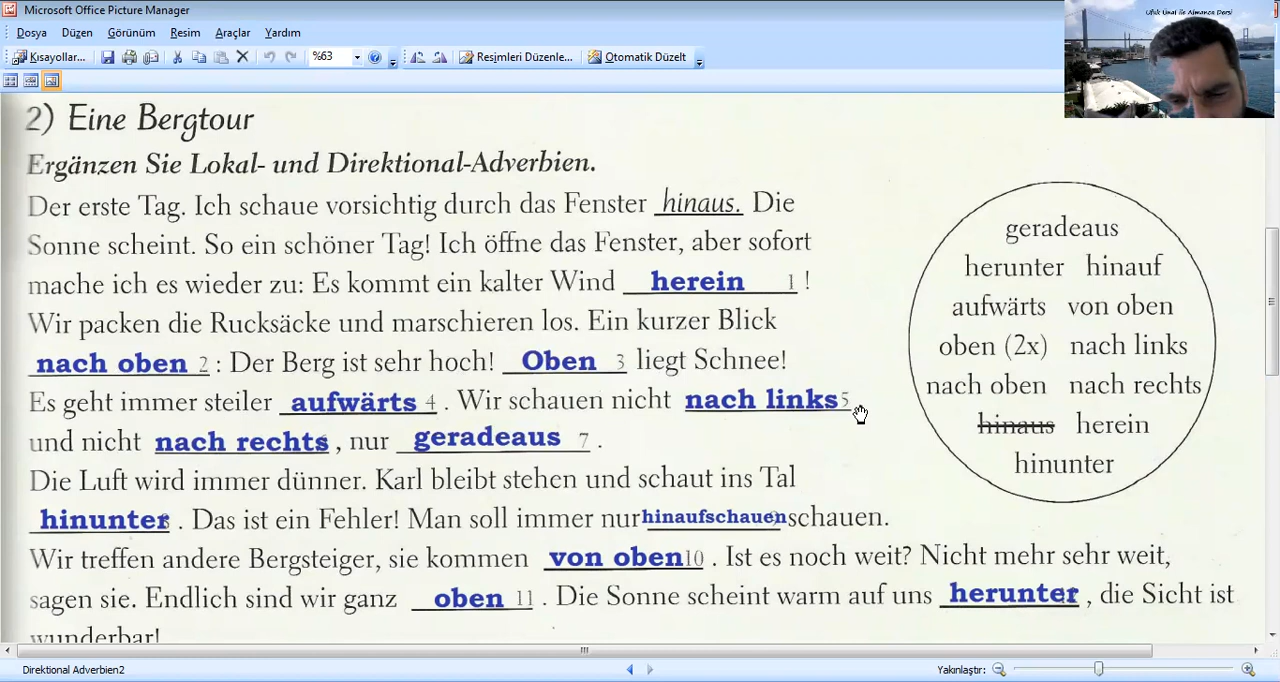 Microsoft Office Picture Manager
Ufuk Ünal ile Almanca Dersi
Dosya Düzen Görünüm Resim Araçlar Yardım
Kısayollar... %63 Resimleri Düzenle... Otomatik Düzelt
2) Eine Bergtour
Ergänzen Sie Lokal- und Direktional-Adverbien.
Der erste Tag. Ich schaue vorsichtig durch das Fenster hinaus. Die
Sonne scheint. So ein schöner Tag! Ich öffne das Fenster, aber sofort
mache ich es wieder zu: Es kommt ein kalter Wind herein 1 !
Wir packen die Rucksäcke und marschieren los. Ein kurzer Blick
nach oben 2 : Der Berg ist sehr hoch! Oben 3 liegt Schnee!
Es geht immer steiler aufwärts 4 . Wir schauen nicht nach links 5
und nicht nach rechts , nur geradeaus 7 .
Die Luft wird immer dünner. Karl bleibt stehen und schaut ins Tal
hinunter . Das ist ein Fehler! Man soll immer nur hinaufschauen schauen.
Wir treffen andere Bergsteiger, sie kommen von oben 10 . Ist es noch weit? Nicht mehr sehr weit,
sagen sie. Endlich sind wir ganz oben 11 . Die Sonne scheint warm auf uns herunter , die Sicht ist
wunderbar!
geradeaus
herunter hinauf
aufwärts von oben
oben (2x) nach links
nach oben nach rechts
hinaus herein
hinunter
Direktional Adverbien2
Yakınlaştır: